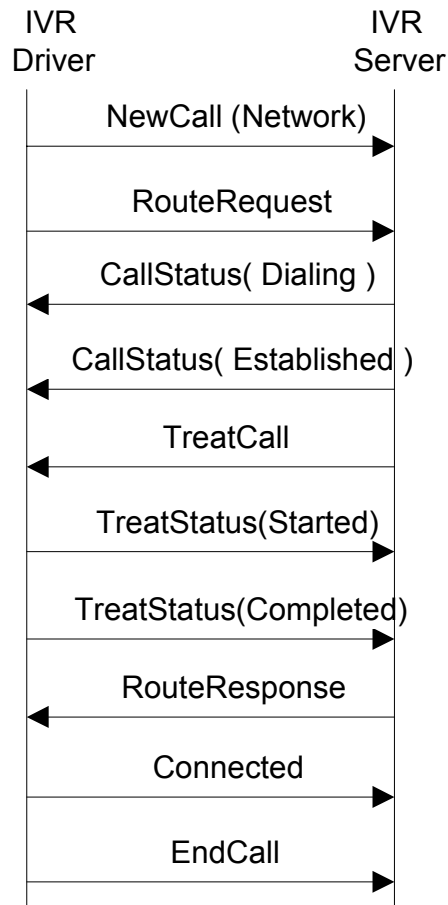 IVR
Driver
IVR
Server
NewCall (Network)
RouteRequest
CallStatus( Dialing )
CallStatus( Established )
TreatCall
TreatStatus(Started)
TreatStatus(Completed)
RouteResponse
Connected
EndCall